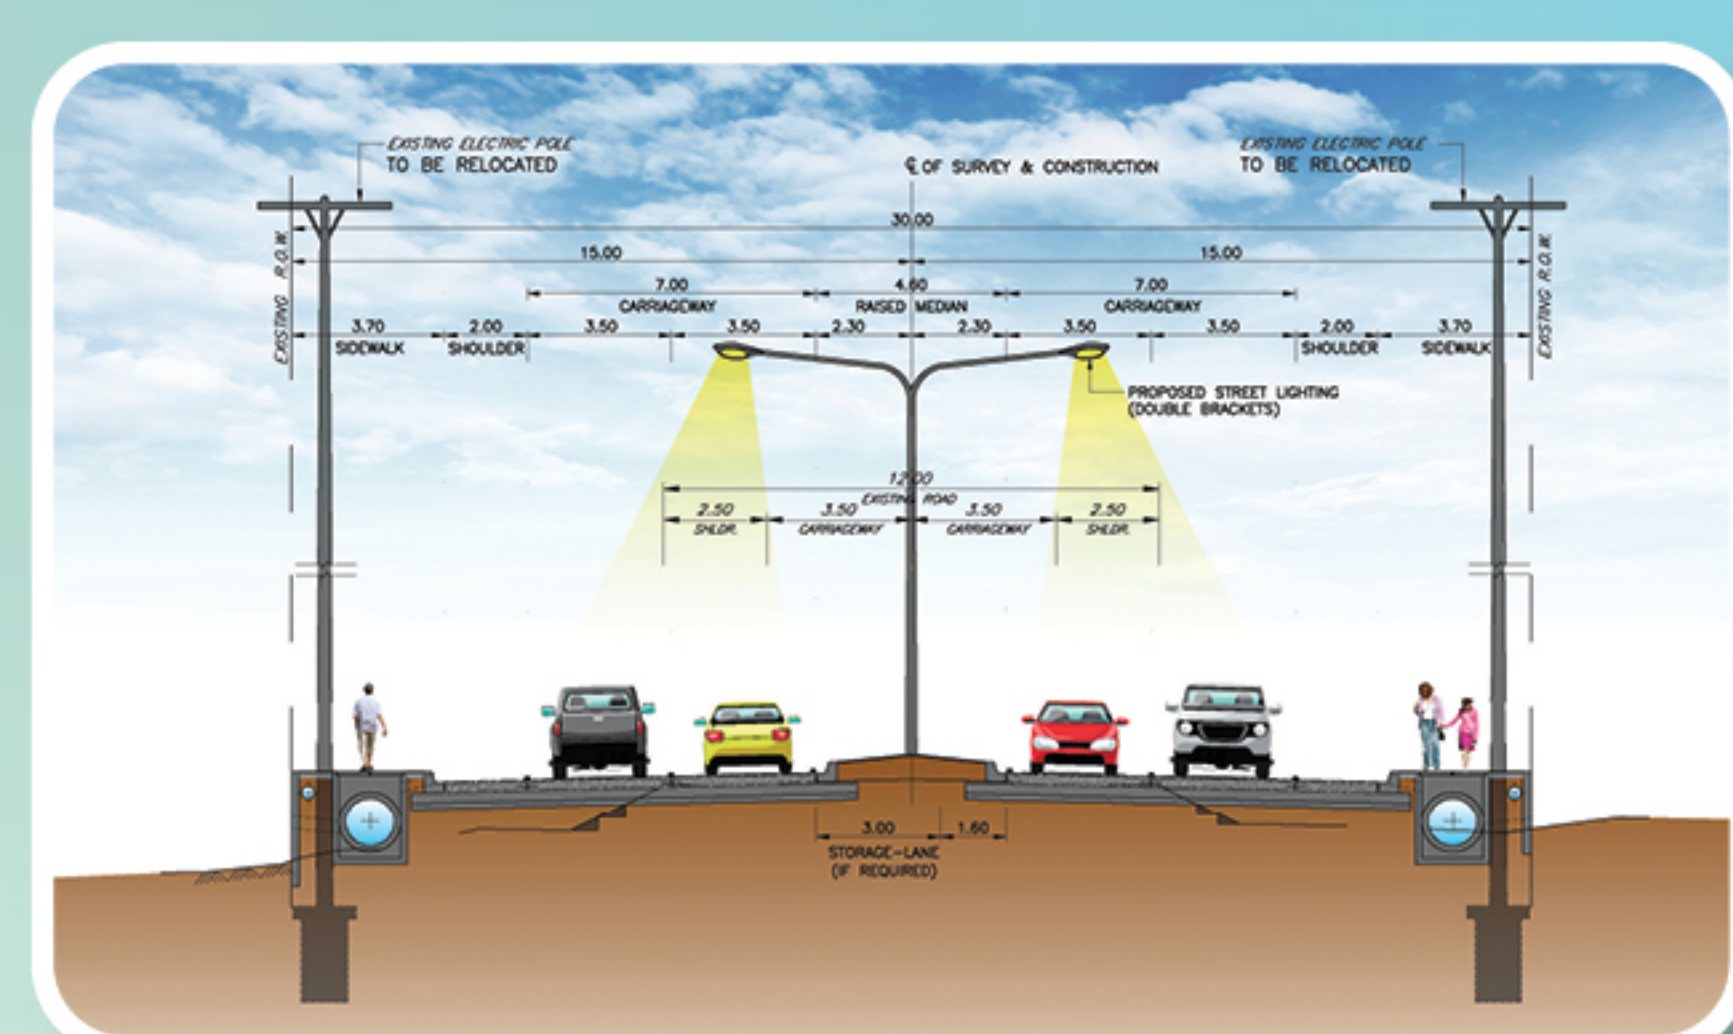 EXISTING ELECTRIC POLE
TO BE RELOCATED
℄ OF SURVEY & CONSTRUCTION
EXISTING ELECTRIC POLE
TO BE RELOCATED
30.00
15.00 15.00
7.00 4.60 7.00
CARRIAGEWAY RAISED MEDIAN CARRIAGEWAY
3.70 2.00 3.50 3.50 2.30 2.30 3.50 3.50 2.00 3.70
SIDEWALK SHOULDER SHOULDER SIDEWALK
EXISTING R.O.W.
EXISTING R.O.W.
PROPOSED STREET LIGHTING
(DOUBLE BRACKETS)
12.00
EXISTING ROAD
2.50 3.50 3.50 2.50
SHLDR. CARRIAGEWAY CARRIAGEWAY SHLDR.
3.00 1.60
STORAGE-LANE
(IF REQUIRED)